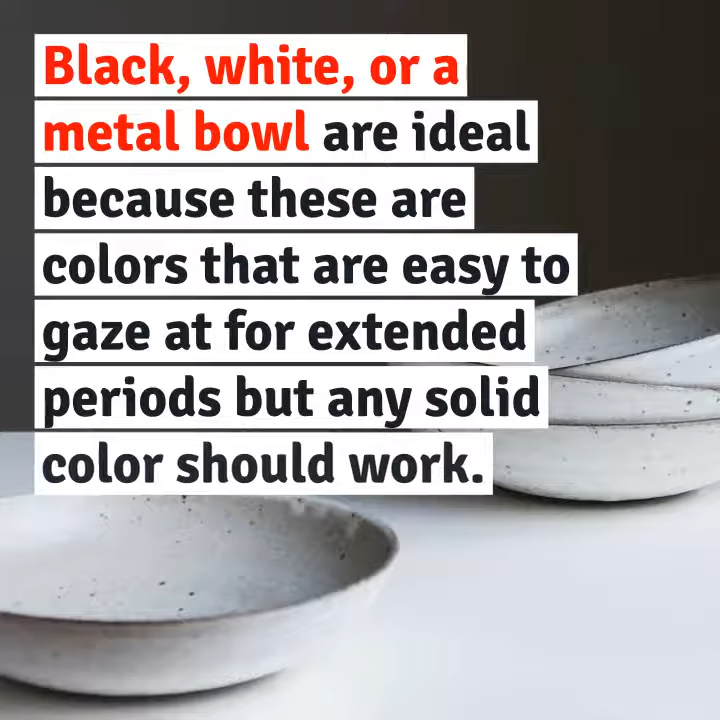 Black, white, or a
metal bowl are ideal
because these are
colors that are easy to
gaze at for extended
periods but any solid
color should work.